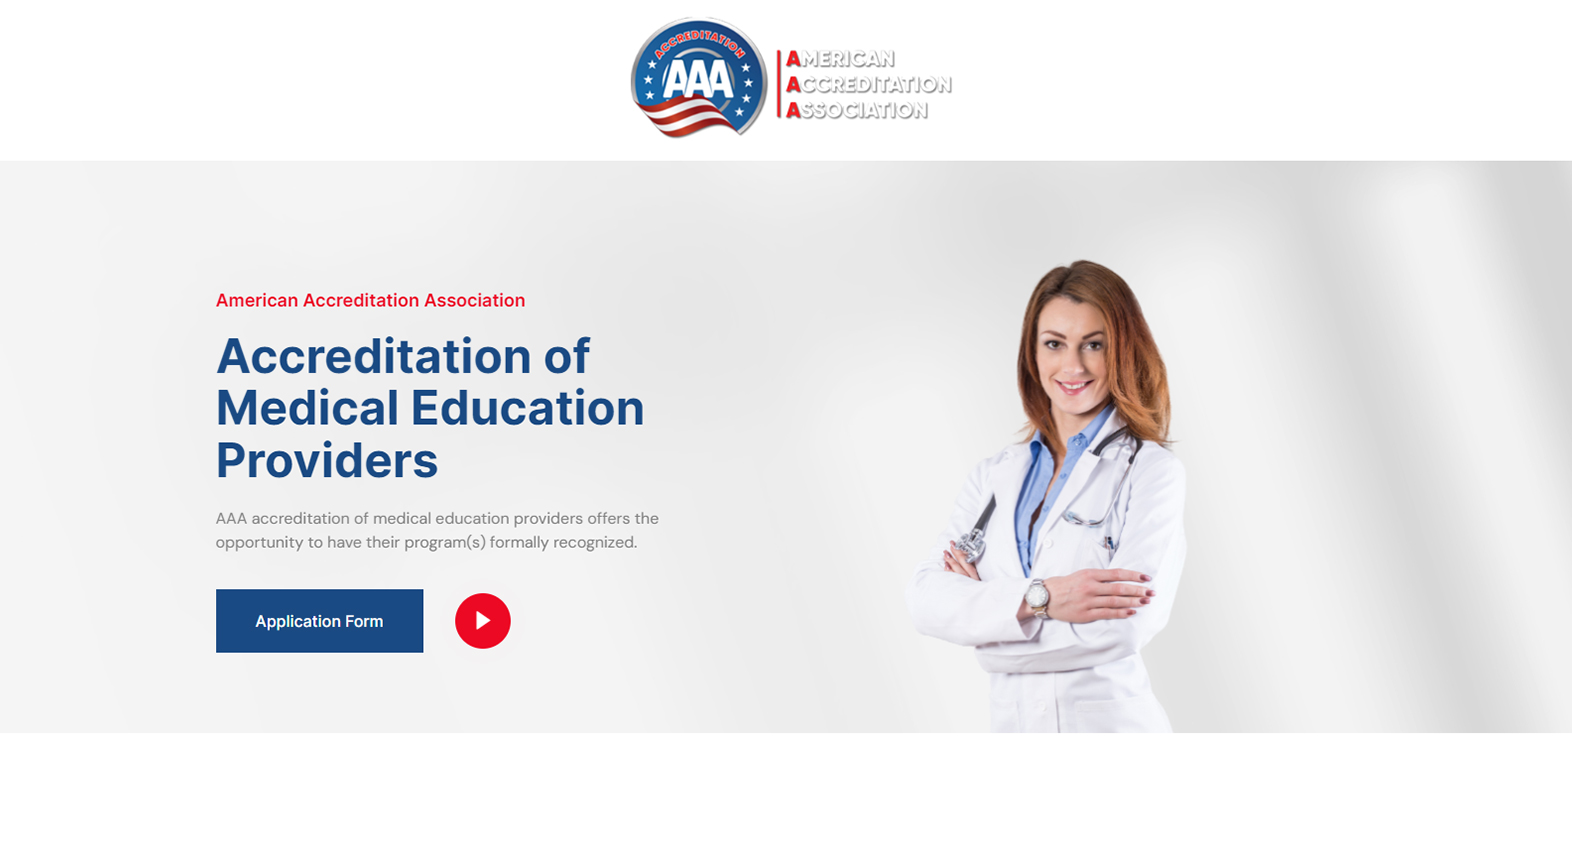 ACCREDITATION
AAA
AMERICAN
ACCREDITATION
ASSOCIATION
American Accreditation Association
Accreditation of
Medical Education
Providers
AAA accreditation of medical education providers offers the
opportunity to have their program(s) formally recognized.
Application Form